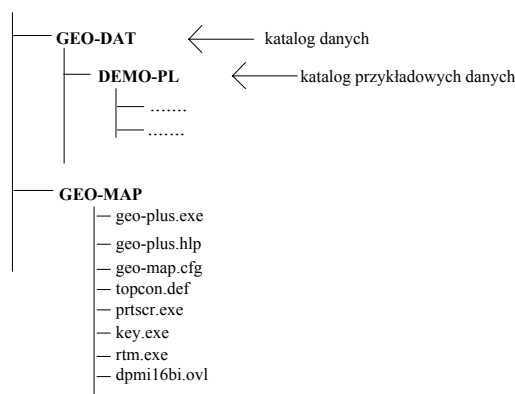 GEO-DAT katalog danych
DEMO-PL katalog przykładowych danych
.......
.......
GEO-MAP
geo-plus.exe
geo-plus.hlp
geo-map.cfg
topcon.def
prtscr.exe
key.exe
rtm.exe
dpmi16bi.ovl